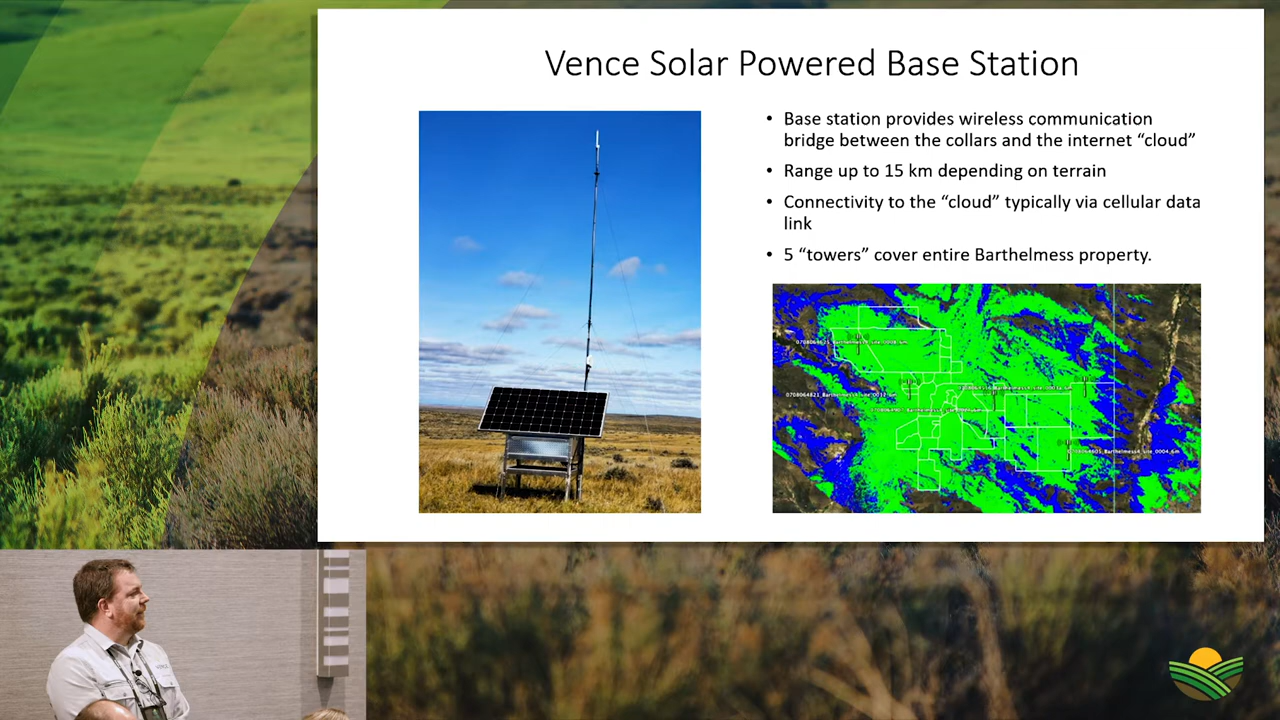 Vence Solar Powered Base Station
• Base station provides wireless communication
bridge between the collars and the internet “cloud”
• Range up to 15 km depending on terrain
• Connectivity to the “cloud” typically via cellular data
link
• 5 “towers” cover entire Barthelmess property.